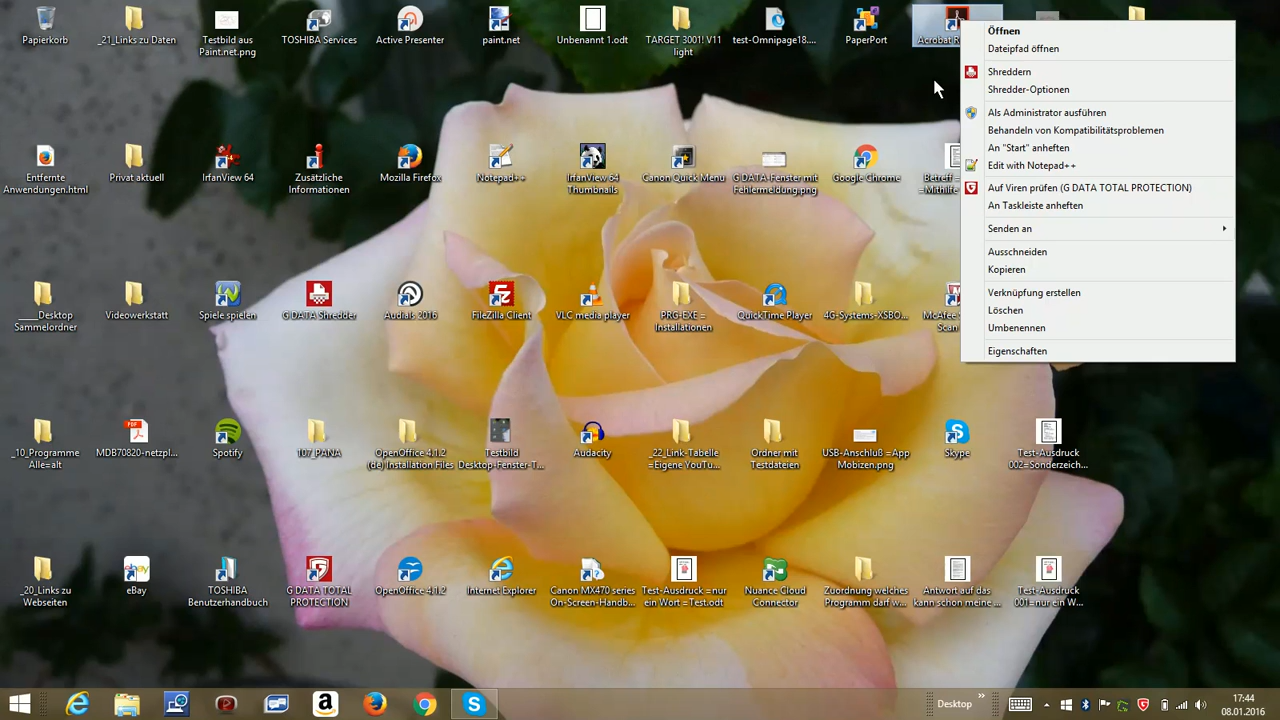 Papierkorb
_21_Links zu Daten
Testbild aus
Paint.net.png
TOSHIBA Services
Active Presenter
paint.net
Unbenannt 1.odt
TARGET 3001! V11
light
test-Omnipage18....
PaperPort
Acrobat R
Öffnen
Dateipfad öffnen
Shreddern
Shredder-Optionen
Als Administrator ausführen
Behandeln von Kompatibilitätsproblemen
An "Start" anheften
Edit with Notepad++
Auf Viren prüfen (G DATA TOTAL PROTECTION)
An Taskleiste anheften
Senden an
Ausschneiden
Kopieren
Verknüpfung erstellen
Löschen
Umbenennen
Eigenschaften
Entfernte
Anwendungen.html
Privat aktuell
IrfanView 64
Zusätzliche
Informationen
Mozilla Firefox
Notepad++
IrfanView 64
Thumbnails
Canon Quick Menu
G DATA-Fenster mit
Fehlermeldung.png
Google Chrome
Betreff =
=Mithilfe
____Desktop
Sammelordner
Videowerkstatt
Spiele spielen
G DATA Shredder
Audials 2016
FileZilla Client
VLC media player
PRG-EXE =
Installationen
QuickTime Player
4G-Systems-XSBO...
McAfee
Scan
_10_Programme
Alle=alt
MDB70820-netzpl...
Spotify
107_PANA
OpenOffice 4.1.2
(de) Installation Files
Testbild
Desktop-Fenster-T...
Audacity
_22_Link-Tabelle
=Eigene YouTu...
Ordner mit
Testdateien
USB-Anschluß =App
Mobizen.png
Skype
Test-Ausdruck
002=Sonderzeich...
_20_Links zu
Webseiten
eBay
TOSHIBA
Benutzerhandbuch
G DATA TOTAL
PROTECTION
OpenOffice 4.1.2
Internet Explorer
Canon MX470 series
On-Screen-Handb...
Test-Ausdruck =nur
ein Wort =Test.odt
Nuance Cloud
Connector
Zuordnung welches
Programm darf w...
Antwort auf das
kann schon meine ...
Test-Ausdruck
001=nur ein W...
Desktop
17:44
08.01.2016